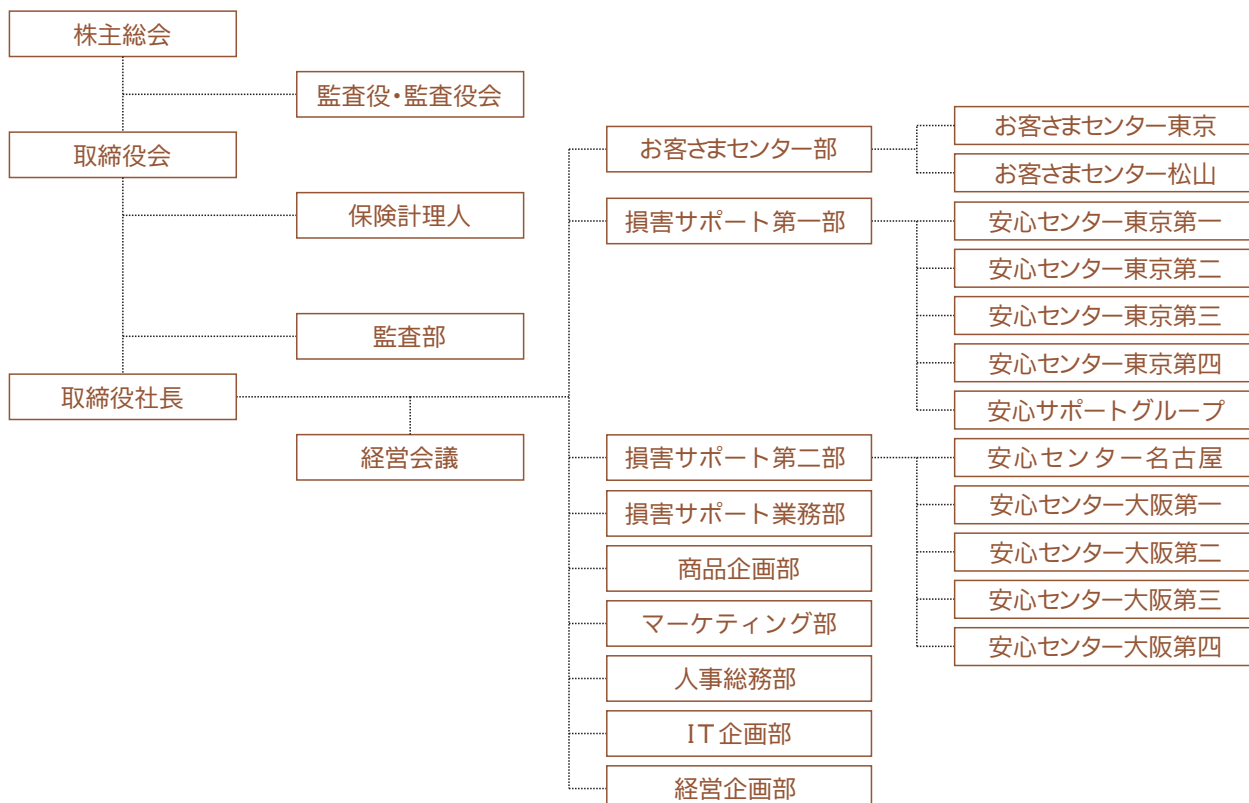 株主総会
監査役・監査役会
取締役会
保険計理人
監査部
取締役社長
経営会議
お客さまセンター部
お客さまセンター東京
お客さまセンター松山
損害サポート第一部
安心センター東京第一
安心センター東京第二
安心センター東京第三
安心センター東京第四
安心サポートグループ
損害サポート第二部
安心センター名古屋
安心センター大阪第一
安心センター大阪第二
安心センター大阪第三
安心センター大阪第四
損害サポート業務部
商品企画部
マーケティング部
人事総務部
IT企画部
経営企画部